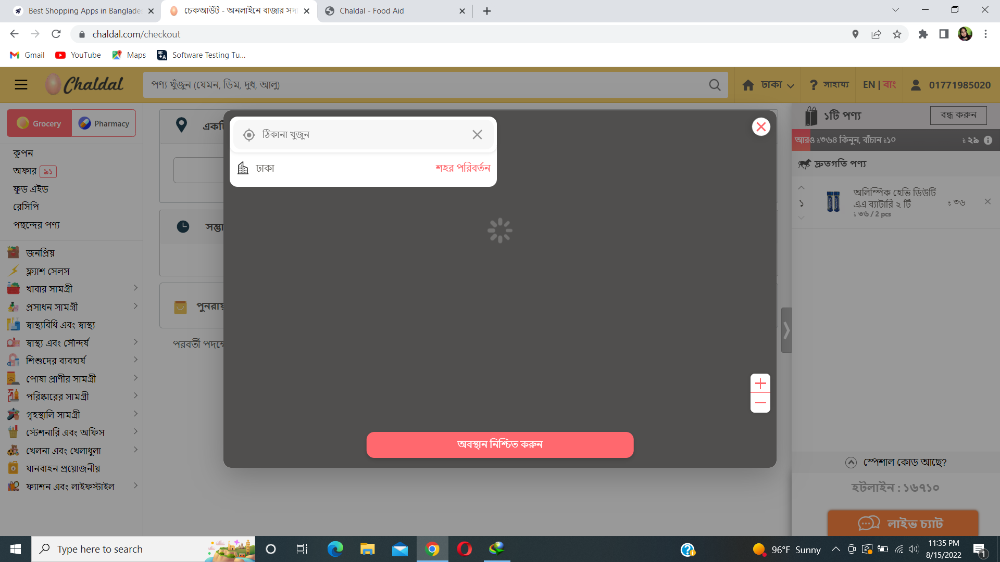 Best Shopping Apps in Banglade
চেকআউট - অনলাইনে বাজার সদা
Chaldal - Food Aid
chaldal.com/checkout
Gmail
YouTube
Maps
Software Testing Tu...
Chaldal
পণ্য খুঁজুন (যেমন, ডিম, দুধ, আলু)
ঢাকা
? সাহায্য
EN | বাং
01771985020
Grocery
Pharmacy
কুপন
অফার ৯১
ফুড এইড
রেসিপি
পছন্দের পণ্য
জনপ্রিয়
ফ্ল্যাশ সেলস
খাবার সামগ্রী
প্রসাধন সামগ্রী
স্বাস্থ্যবিধি এবং স্বাস্থ্য
স্বাস্থ্য এবং সৌন্দর্য
শিশুদের ব্যবহার্য
পোষা প্রাণীর সামগ্রী
পরিষ্কারের সামগ্রী
গৃহস্থালি সামগ্রী
স্টেশনারি এবং অফিস
খেলনা এবং খেলাধুলা
যানবাহন প্রয়োজনীয়
ফ্যাশন এবং লাইফস্টাইল
একটি
সম্ভা
পুনরায়
পরবর্তী পদক্ষে
ঠিকানা খুজুন
ঢাকা
শহর পরিবর্তন
অবস্থান নিশ্চিত করুন
১টি পণ্য
বন্ধ করুন
আরও ৳৩৬৪ কিনুন, বাঁচান ৳১০
৳ ২৯
দ্রুতগতি পণ্য
১
অলিম্পিক হেভি ডিউটি
এএ ব্যাটারি ২ টি
৳ ৩৬ / 2 pcs
৳ ৩৬
স্পেশাল কোড আছে?
হটলাইন : ১৬৭১০
লাইভ চ্যাট
Type here to search
96°F Sunny
11:35 PM
8/15/2022
1